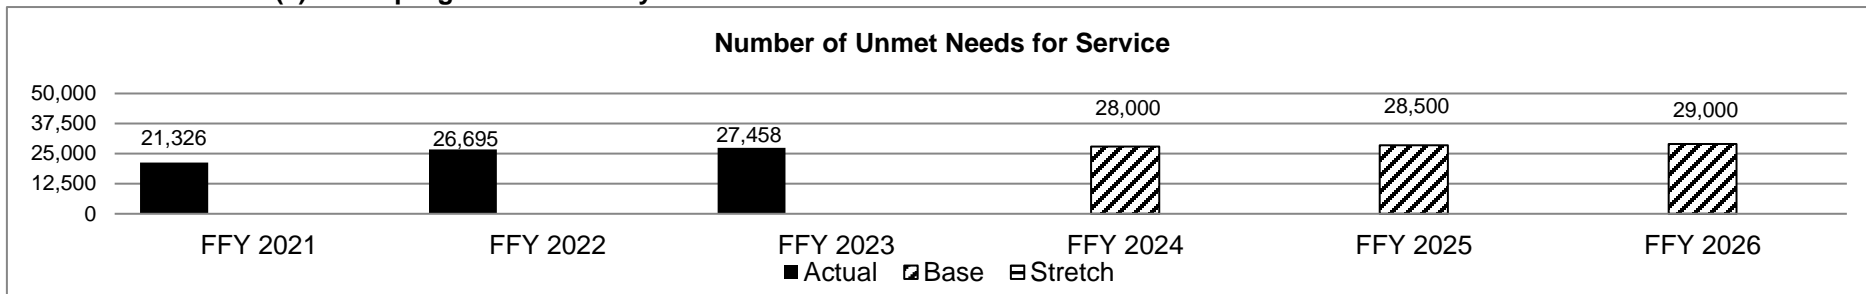 Number of Unmet Needs for Service
50,000
37,500
25,000
12,500
0
21,326
26,695
27,458
28,000
28,500
29,000
FFY 2021
FFY 2022
FFY 2023
FFY 2024
FFY 2025
FFY 2026
Actual
Base
Stretch